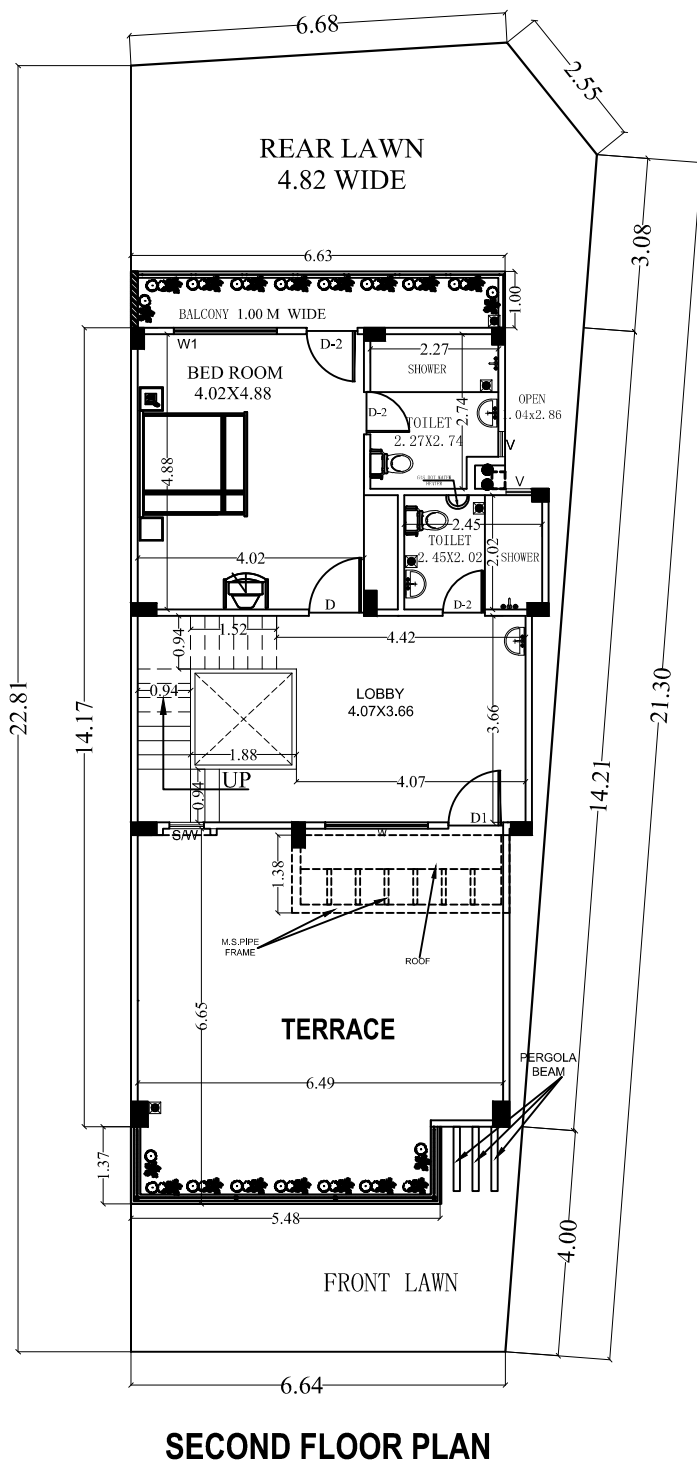 6.68
2.55
REAR LAWN
4.82 WIDE
3.08
6.63
1.00
BALCONY 1.00 M WIDE
W1
D-2
2.27
SHOWER
BED ROOM
4.02X4.88
OPEN
1.04x2.86
D-2
2.74
TOILET
2.27X2.74
V
4.88
V
2.45
TOILET
2.45X2.02
2.02
SHOWER
4.02
D
D-2
0.94
1.52
4.42
0.94
LOBBY
4.07X3.66
3.66
22.81
14.17
21.30
1.88
UP
4.07
14.21
0.94
D1
S/W
W
1.38
M.S.PIPE
FRAME
ROOF
6.65
TERRACE
PERGOLA
BEAM
6.49
1.37
5.48
4.00
FRONT LAWN
6.64
SECOND FLOOR PLAN